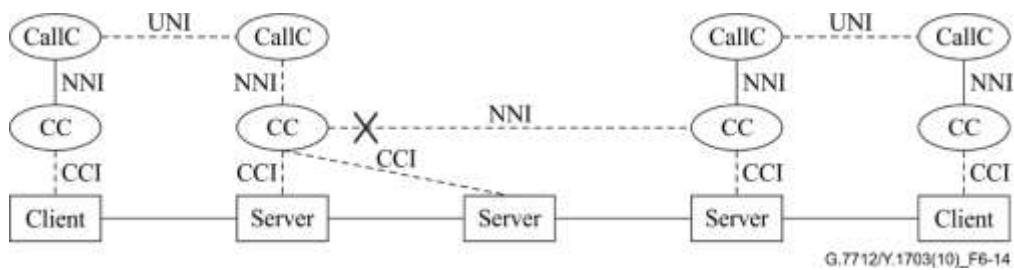 UNI
UNI
CallC
CallC
CallC
CallC
NNI
NNI
NNI
NNI
NNI
CC
CC
CC
CC
CCI
CCI
CCI
CCI
CCI
Client
Server
Server
Server
Client
G.7712/Y.1703(10)_F6-14